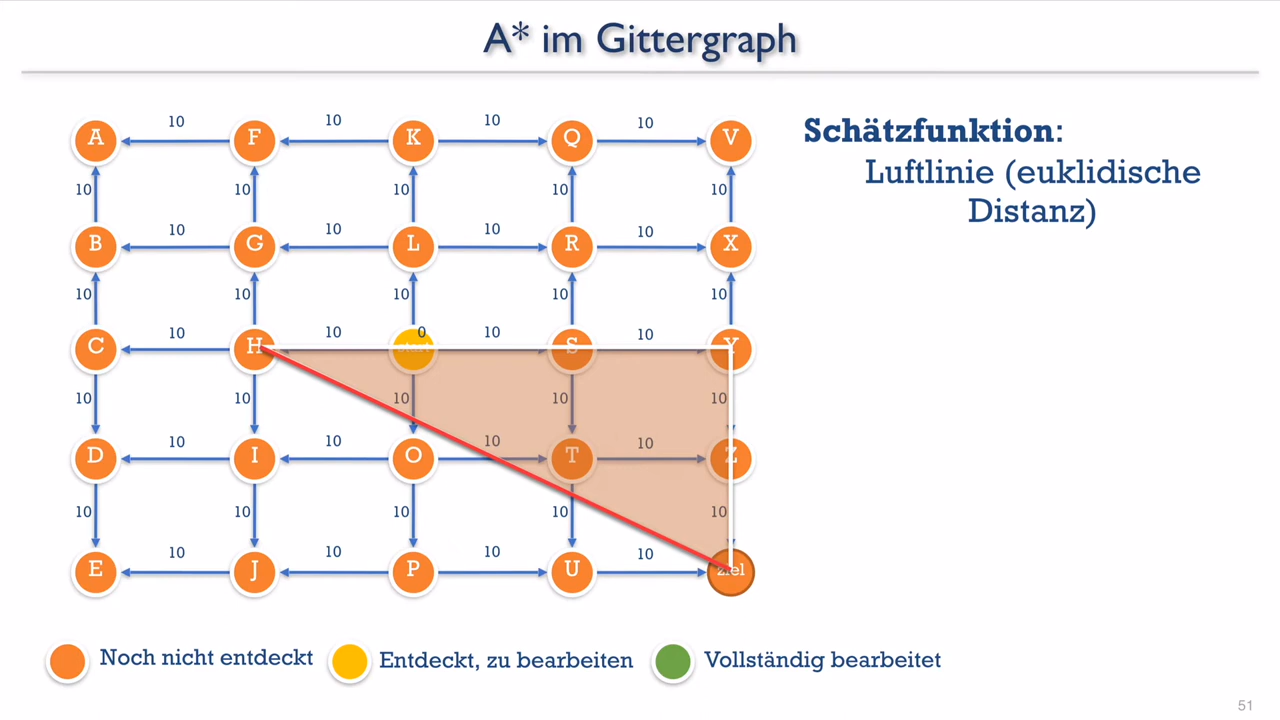 A* im Gittergraph
A 10 F 10 K 10 Q 10 V
Schätzfunktion:
Luftlinie (euklidische
Distanz)
10 10 10 10 10
B 10 G 10 L 10 R 10 X
10 10 10 10 10
C 10 H 10 start 0 10 S 10 Y
10 10 10 10 10
D 10 I 10 O 10 T 10 Z
10 10 10 10 10
E 10 J 10 P 10 U 10 ziel
Noch nicht entdeckt
Entdeckt, zu bearbeiten
Vollständig bearbeitet
51